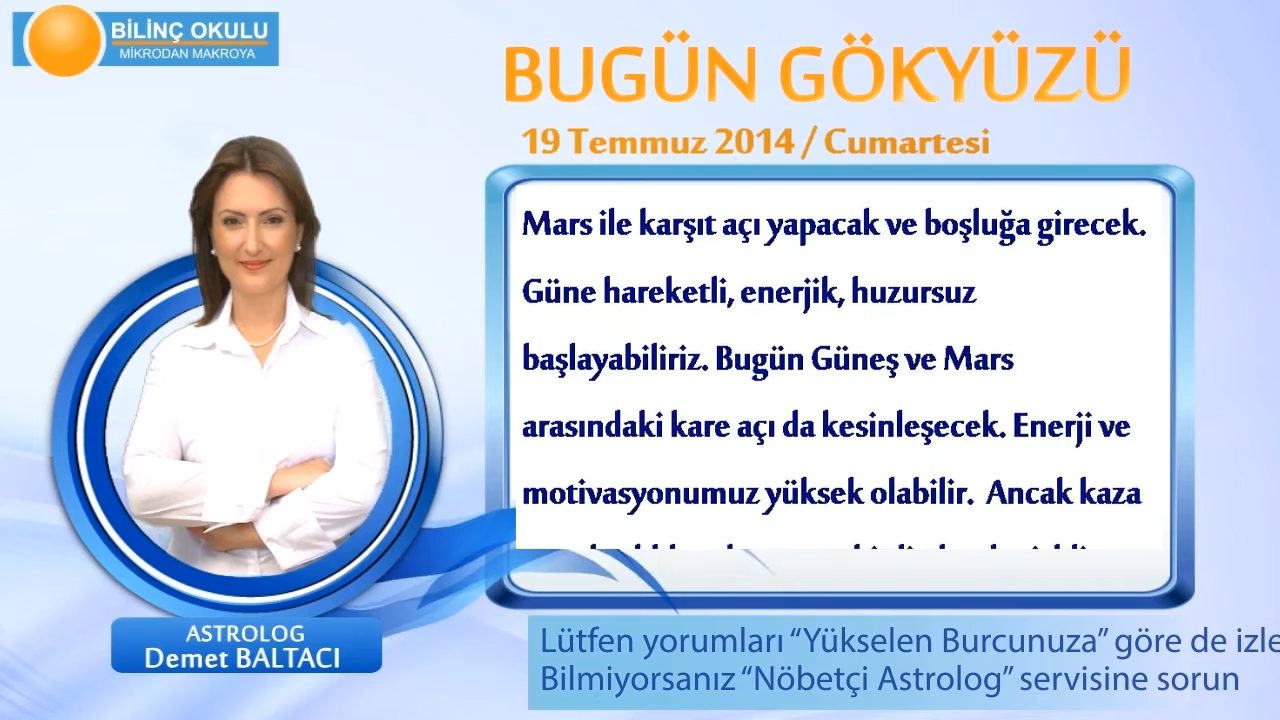 BİLİNÇ OKULU
MİKRODAN MAKROYA
BUGÜN GÖKYÜZÜ
19 Temmuz 2014 / Cumartesi
Mars ile karşıt açı yapacak ve boşluğa girecek.
Güne hareketli, enerjik, huzursuz
başlayabiliriz. Bugün Güneş ve Mars
arasındaki kare açı da kesinleşecek. Enerji ve
motivasyonumuz yüksek olabilir. Ancak kaza
ASTROLOG
Demet BALTACI
Lütfen yorumları “Yükselen Burcunuza” göre de izle
Bilmiyorsanız “Nöbetçi Astrolog” servisine sorun